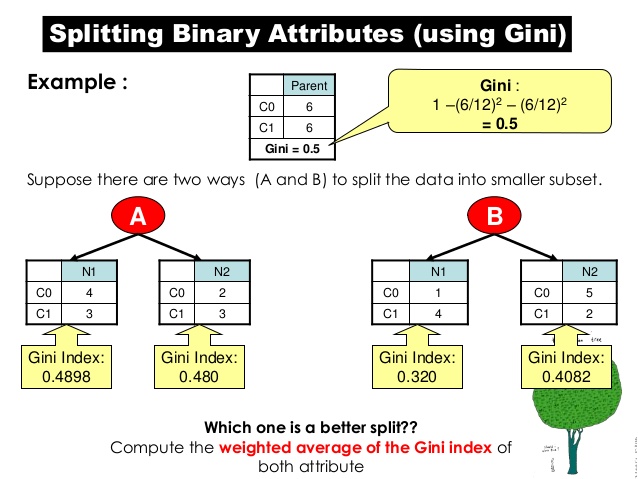 Splitting Binary Attributes (using Gini)
Example :
Parent
C0 6
C1 6
Gini = 0.5
Gini :
1 –(6/12)² – (6/12)²
= 0.5
Suppose there are two ways (A and B) to split the data into smaller subset.
A
B
N1
C0 4
C1 3
N2
C0 2
C1 3
N1
C0 1
C1 4
N2
C0 5
C1 2
Gini Index:
0.4898
Gini Index:
0.480
Gini Index:
0.320
Gini Index:
0.4082
tree
Which one is a better split??
Compute the weighted average of the Gini index of
both attribute